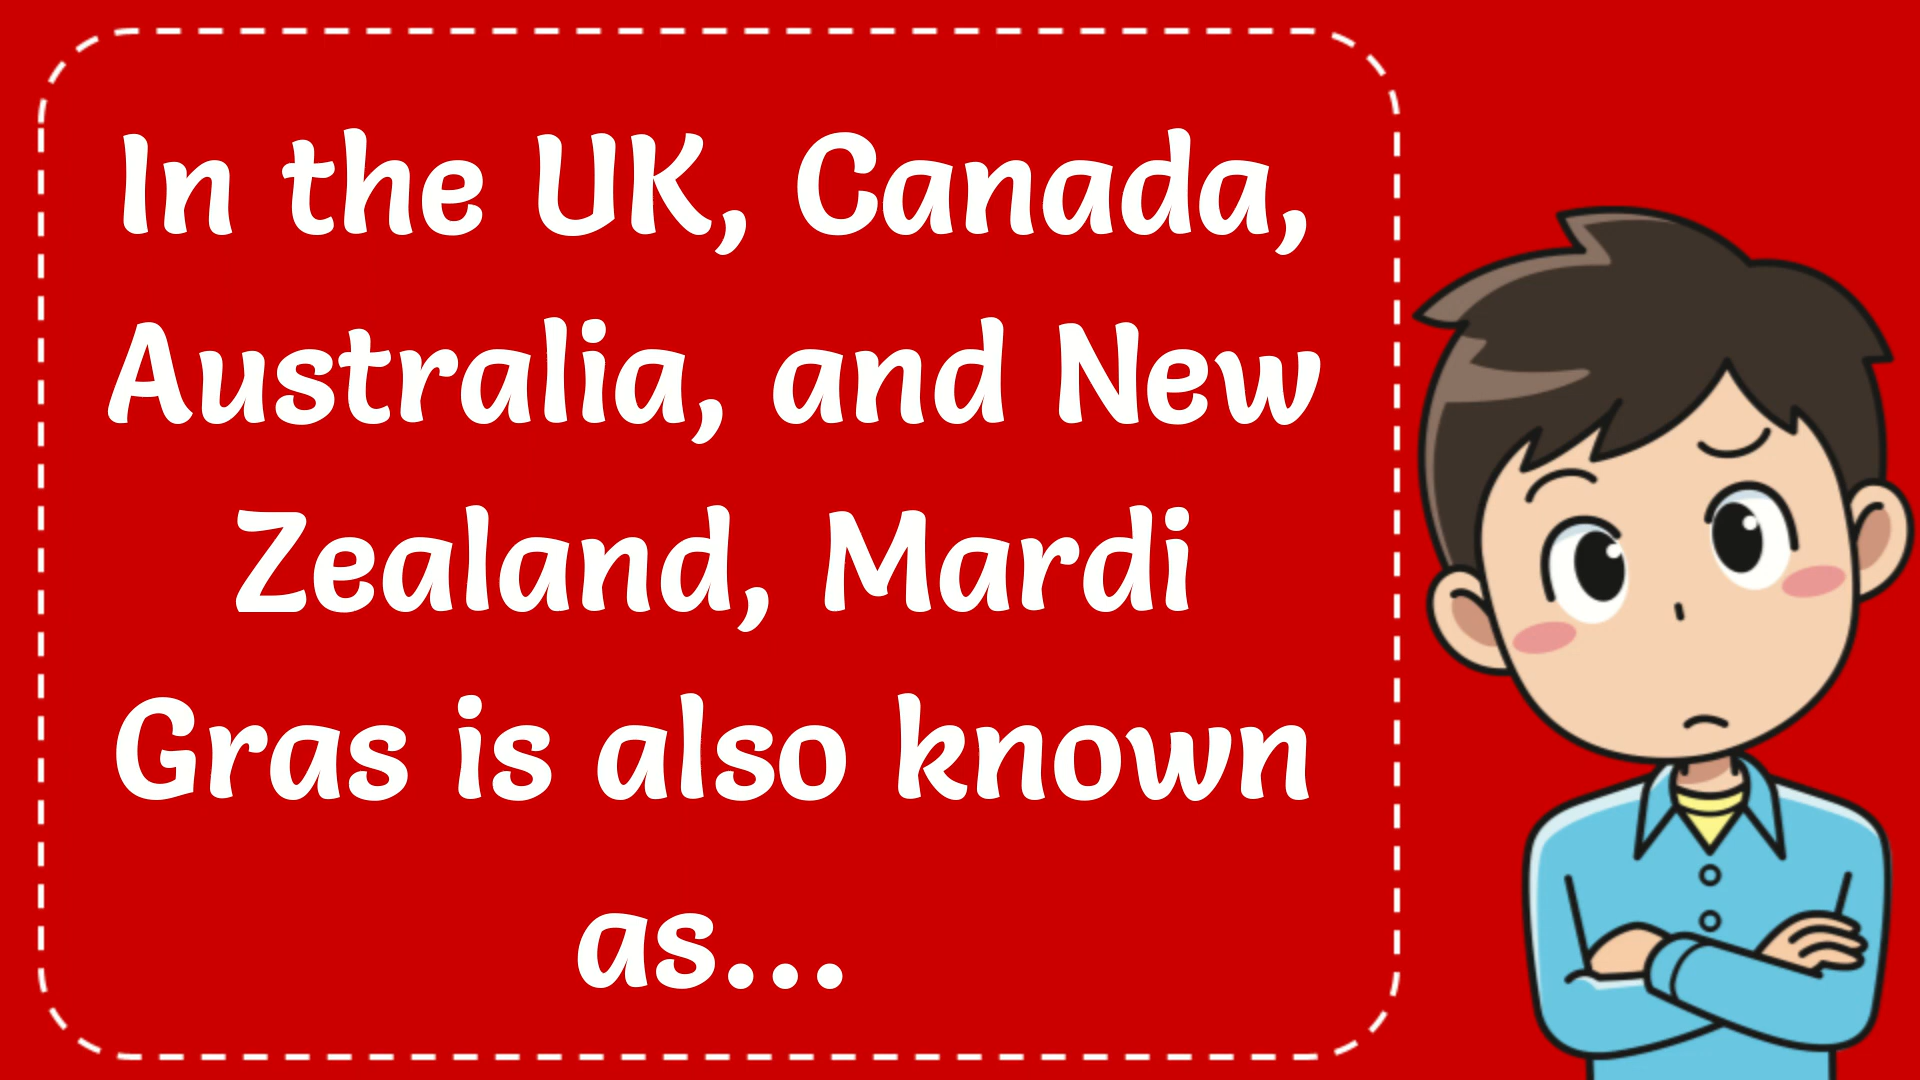 In the UK, Canada,
Australia, and New
Zealand, Mardi
Gras is also known
as...